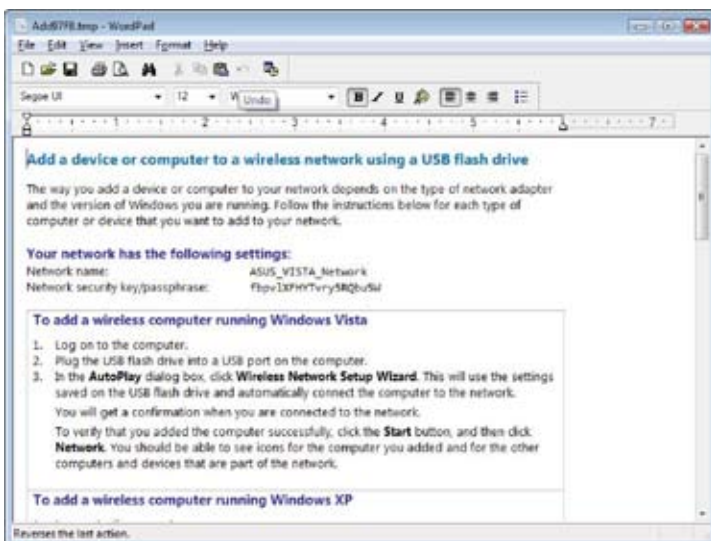 Add97F8.tmp - WordPad
File Edit View Insert Format Help
Segoe UI 12 W Undo
1 2 3 4 5 7
Add a device or computer to a wireless network using a USB flash drive
The way you add a device or computer to your network depends on the type of network adapter
and the version of Windows you are running. Follow the instructions below for each type of
computer or device that you want to add to your network.
Your network has the following settings:
Network name: ASUS_VISTA_Network
Network security key/passphrase:
To add a wireless computer running Windows Vista
1. Log on to the computer.
2. Plug the USB flash drive into a USB port on the computer.
3. In the AutoPlay dialog box, click Wireless Network Setup Wizard. This will use the settings
saved on the USB flash drive and automatically connect the computer to the network.
You will get a confirmation when you are connected to the network.
To verify that you added the computer successfully, click the Start button, and then click
Network. You should be able to see icons for the computer you added and for the other
computers and devices that are part of the network.
To add a wireless computer running Windows XP
Reverses the last action.